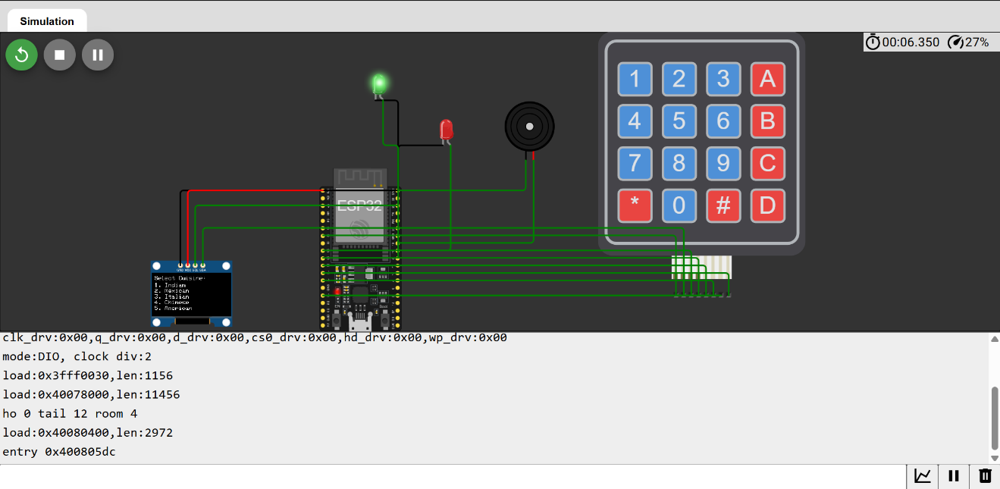 Simulation
00:06.350 27%
1 2 3 A
4 5 6 B
7 8 9 C
* 0 # D
ESP32
GND VCC SCL SDA
Select Cuisine:
1. Indian
2. Mexican
3. Italian
4. Chinese
5. American
EN
Boot
clk_drv:0x00,q_drv:0x00,d_drv:0x00,cs0_drv:0x00,hd_drv:0x00,wp_drv:0x00
mode:DIO, clock div:2
load:0x3fff0030,len:1156
load:0x40078000,len:11456
ho 0 tail 12 room 4
load:0x40080400,len:2972
entry 0x400805dc